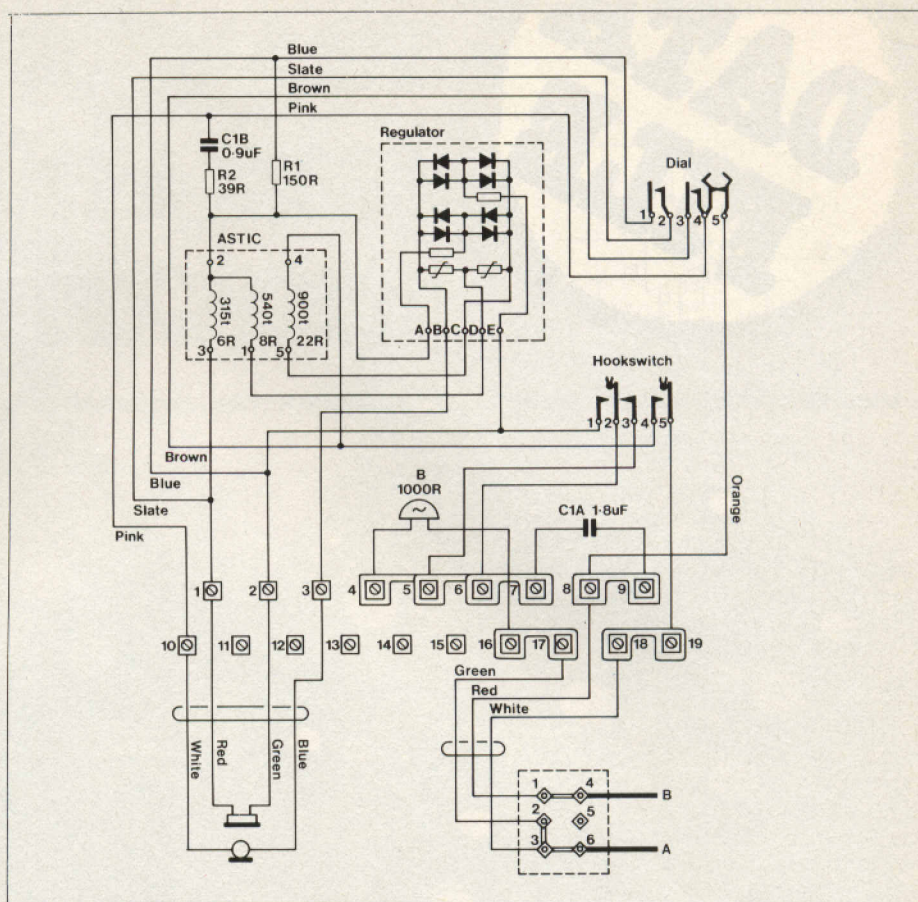 Blue
Slate
Brown
Pink
C1B
0·9uF
R2
39R
R1
150R
Regulator
Dial
1 2 3 4 5
ASTIC
2 4
315t
6R
540t
8R
900t
22R
3 1 5
A B C D E
Hookswitch
1 2 3 4 5
Brown
Blue
Slate
Pink
B
1000R
C1A 1·8uF
Orange
1 2 3 4 5 6 7 8 9
10 11 12 13 14 15 16 17 18 19
Green
Red
White
White
Red
Green
Blue
1 4 B
2 5
3 6 A